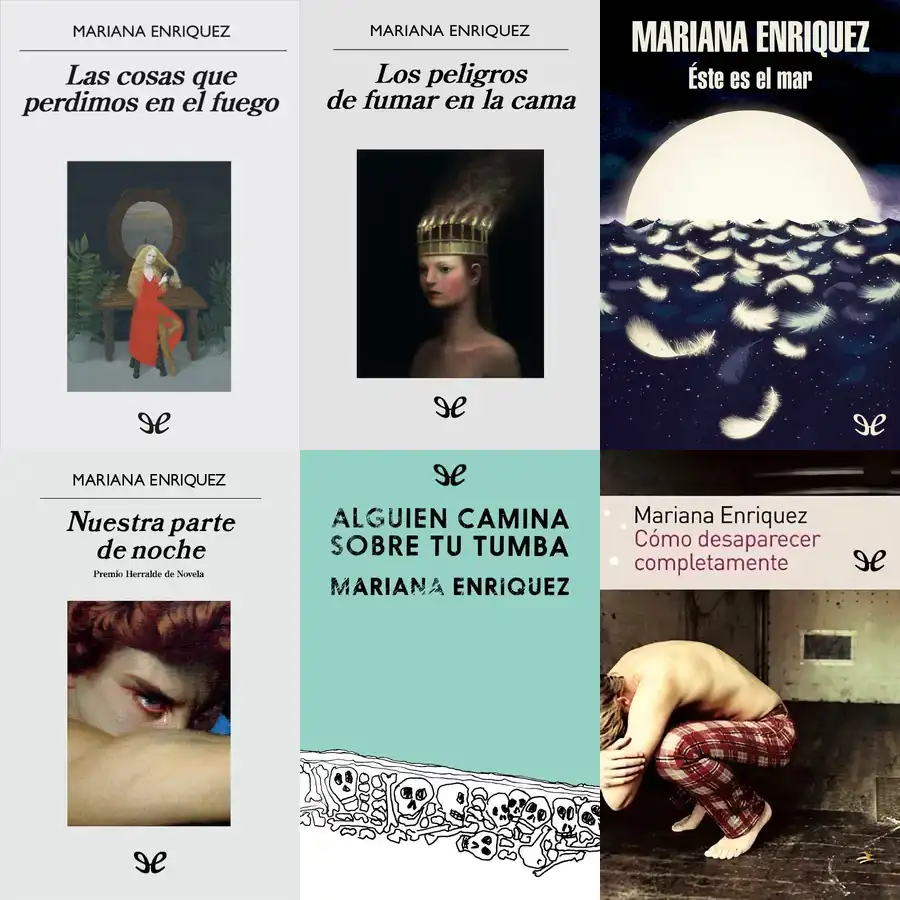 MARIANA ENRIQUEZ
Las cosas que
perdimos en el fuego
MARIANA ENRIQUEZ
Los peligros
de fumar en la cama
MARIANA ENRIQUEZ
Éste es el mar
MARIANA ENRIQUEZ
Nuestra parte
de noche
Premio Herralde de Novela
ALGUIEN CAMINA
SOBRE TU TUMBA
MARIANA ENRIQUEZ
Mariana Enriquez
Cómo desaparecer
completamente